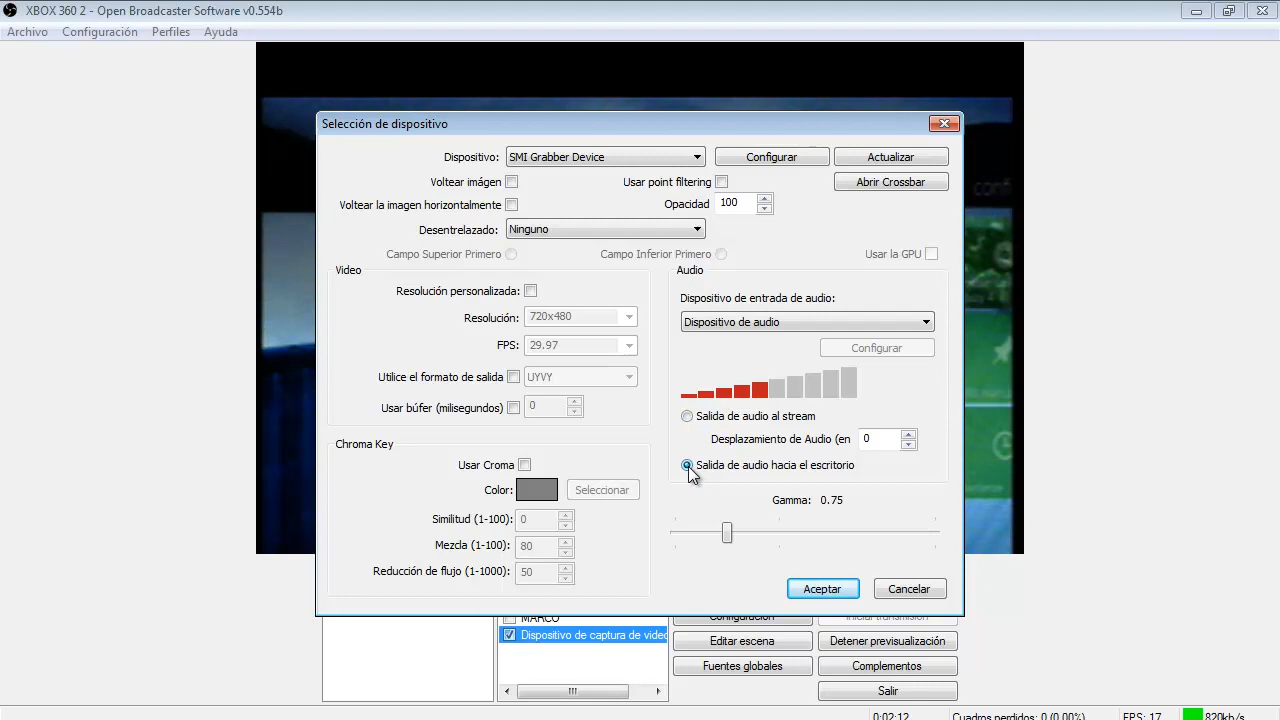 XBOX 360 2 - Open Broadcaster Software v0.554b
Archivo Configuración Perfiles Ayuda
Selección de dispositivo
Dispositivo: SMI Grabber Device Configurar Actualizar
Voltear imágen Usar point filtering Abrir Crossbar
Voltear la imagen horizontalmente Opacidad 100
Desentrelazado: Ninguno
Campo Superior Primero Campo Inferior Primero Usar la GPU
Video
Resolución personalizada:
Resolución: 720x480
FPS: 29.97
Utilice el formato de salida UYVY
Usar búfer (milisegundos) 0
Audio
Dispositivo de entrada de audio:
Dispositivo de audio
Configurar
Salida de audio al stream
Desplazamiento de Audio (en 0
Salida de audio hacia el escritorio
Chroma Key
Usar Croma
Color: Seleccionar
Similitud (1-100): 0
Mezcla (1-100): 80
Reducción de flujo (1-1000): 50
Gamma: 0.75
Aceptar Cancelar
MARCO Configuración Iniciar transmisión
Dispositivo de captura de video Editar escena Detener previsualización
Fuentes globales Complementos
Salir
0:02:12 Cuadros perdidos: 0 (0.00%) FPS: 17 820kb/s